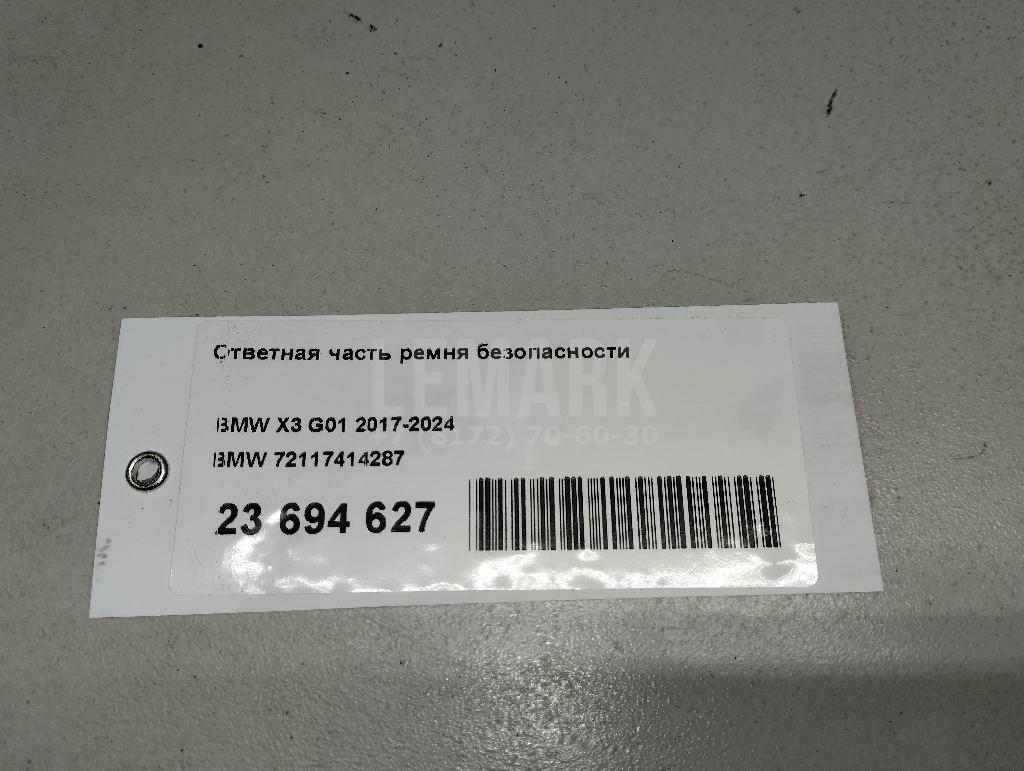 Ответная часть ремня безопасности
LEMARK
BMW X3 G01 2017-2024
+7 (8172) 70-60-30
BMW 72117414287
23 694 627